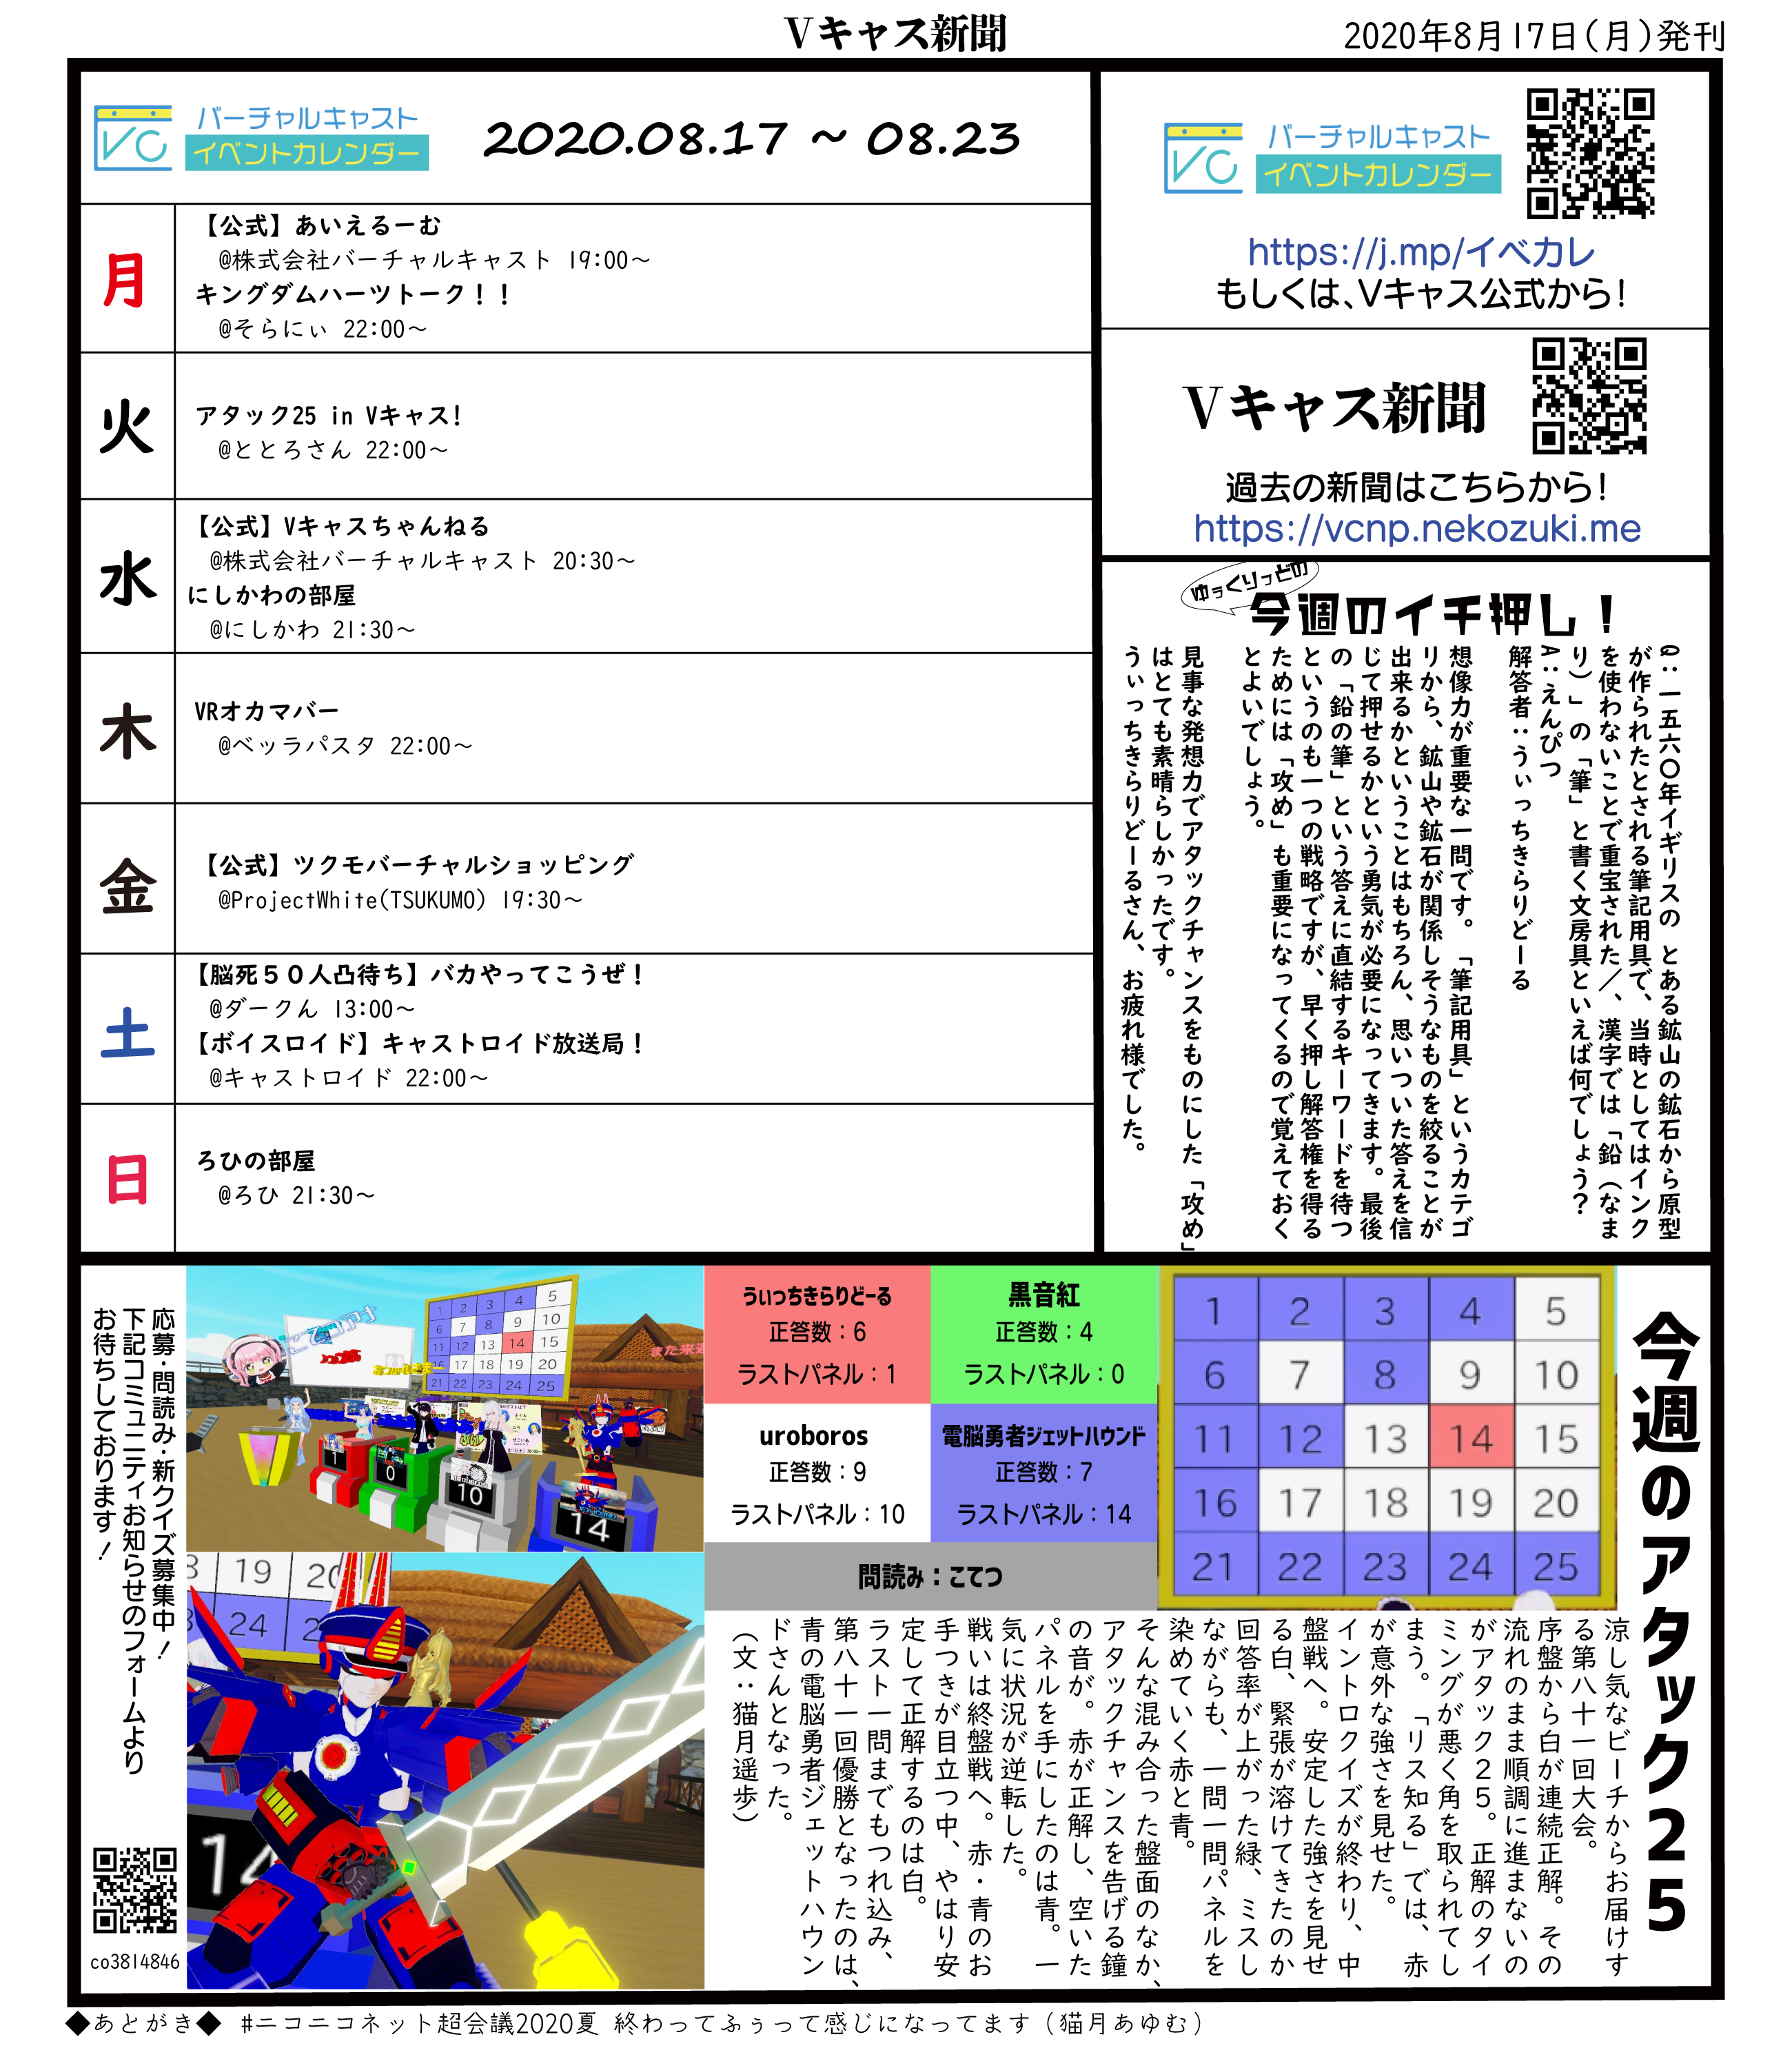 Vキャス新聞
2020年8月17日(月)発刊
バーチャルキャスト
イベントカレンダー
2020.08.17 ~ 08.23
月
【公式】あいえるーむ
@株式会社バーチャルキャスト 19:00～
キングダムハーツトーク！！
@そらにぃ 22:00～
火
アタック25 in Vキャス!
@ととろさん 22:00～
水
【公式】Vキャスちゃんねる
@株式会社バーチャルキャスト 20:30～
にしかわの部屋
@にしかわ 21:30～
木
VRオカマバー
@ベッラパスタ 22:00～
金
【公式】ツクモバーチャルショッピング
@ProjectWhite(TSUKUMO) 19:30～
土
【脳死５０人凸待ち】バカやってこうぜ！
@ダークん 13:00～
【ボイスロイド】キャストロイド放送局！
@キャストロイド 22:00～
日
ろひの部屋
@ろひ 21:30～
バーチャルキャスト
イベントカレンダー
https://j.mp/イベカレ
もしくは、Vキャス公式から！
Vキャス新聞
過去の新聞はこちらから！
https://vcnp.nekozuki.me
ゆっくりっどの
今週のイチ押し！
Q：一五六〇年イギリスの とある鉱山の鉱石から原型
が作られたとされる筆記用具で、当時としてはインク
を使わないことで重宝された／、漢字では「鉛（なま
り）」の「筆」と書く文房具といえば何でしょう？
A：えんぴつ
解答者：うぃっちきらりどーる
想像力が重要な一問です。「筆記用具」というカテゴ
リから、鉱山や鉱石が関係しそうなものを絞ることが
出来るかということはもちろん、思いついた答えを信
じて押せるかという勇気が必要になってきます。最後
の「鉛の筆」という答えに直結するキーワードを待つ
というのも一つの戦略ですが、早く押し解答権を得る
ためには「攻め」も重要になってくるので覚えておく
とよいでしょう。
見事な発想力でアタックチャンスをものにした「攻め」
はとても素晴らしかったです。
うぃっちきらりどーるさん、お疲れ様でした。
今週のアタック25
1 2 3 4 5
6 7 8 9 10
11 12 13 14 15
16 17 18 19 20
21 22 23 24 25
うぃっちきらりどーる
正答数：6
ラストパネル：1
黒音紅
正答数：4
ラストパネル：0
uroboros
正答数：9
ラストパネル：10
電脳勇者ジェットハウンド
正答数：7
ラストパネル：14
問読み：こてつ
涼し気なビーチからお届けす
る第八十一回大会。
序盤から白が連続正解。その
流れのまま順調に進まないの
がアタック２５。正解のタイ
ミングが悪く角を取られてし
まう。「リス知る」では、赤
が意外な強さを見せた。
イントロクイズが終わり、中
盤戦へ。安定した強さを見せ
る白、緊張が溶けてきたのか
回答率が上がった緑、ミスし
ながらも、一問一問パネルを
染めていく赤と青。
そんな混み合った盤面のなか、
アタックチャンスを告げる鐘
の音が。赤が正解し、空いた
パネルを手にしたのは青。一
気に状況が逆転した。
戦いは終盤戦へ。赤・青のお
手つきが目立つ中、やはり安
定して正解するのは白。
ラスト一問までもつれ込み、
第八十一回優勝となったのは、
青の電脳勇者ジェットハウン
ドさんとなった。
（文：猫月遥歩）
1 2 3 4 5
6 7 8 9 10
11 12 13 14 15
16 17 18 19 20
21 22 23 24 25
また来週
1
0
10
14
19
24
14
応募・問読み・新クイズ募集中！
下記コミュニティお知らせのフォームより
お待ちしております！
co3814846
◆あとがき◆ #ニコニコネット超会議2020夏 終わってふぅって感じになってます（猫月あゆむ）